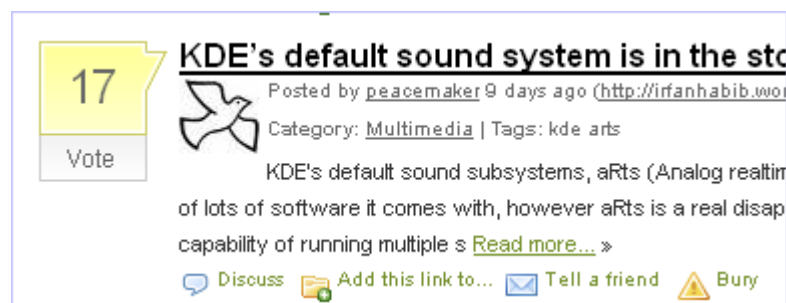 17
Vote
KDE's default sound system is in the sto
Posted by peacemaker 9 days ago (http://irfanhabib.wor
Category: Multimedia | Tags: kde arts
KDE's default sound subsystems, aRts (Analog realtim
of lots of software it comes with, however aRts is a real disap
capability of running multiple s Read more... »
Discuss Add this link to... Tell a friend Bury